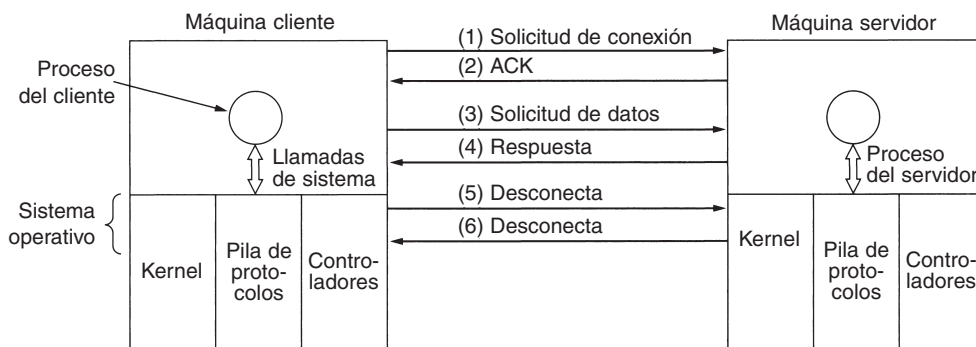 Máquina cliente
Máquina servidor
(1) Solicitud de conexión
(2) ACK
Proceso
del cliente
(3) Solicitud de datos
(4) Respuesta
Llamadas
de sistema
Proceso
del servidor
(5) Desconecta
(6) Desconecta
Sistema
operativo
Kernel
Pila de
proto-
colos
Contro-
ladores
Kernel
Pila de
proto-
colos
Contro-
ladores